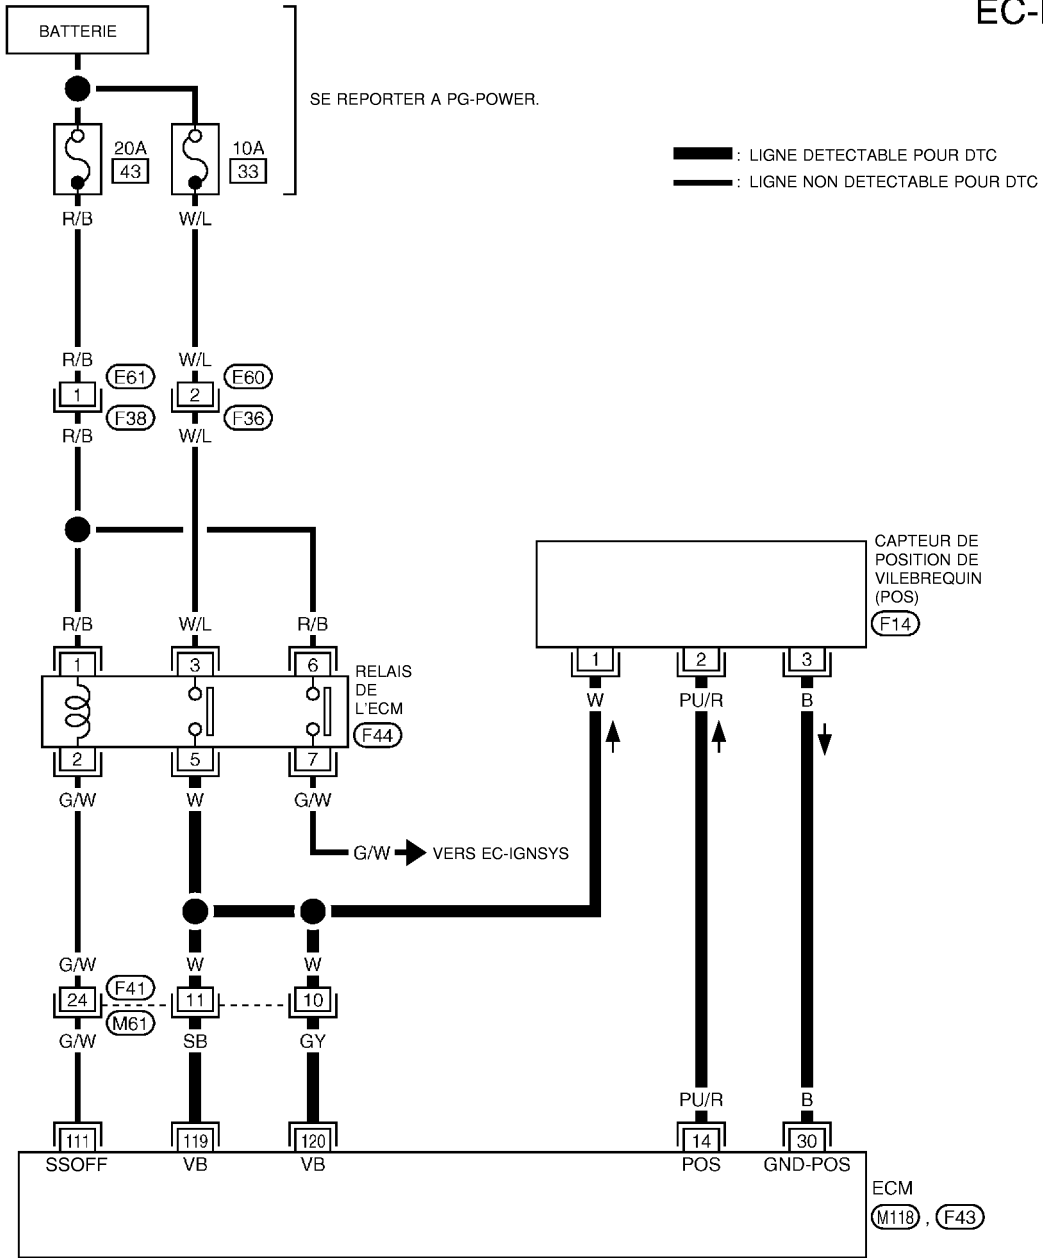 EC-
BATTERIE
SE REPORTER A PG-POWER.
20A
43
10A
33
: LIGNE DETECTABLE POUR DTC
: LIGNE NON DETECTABLE POUR DTC
R/B W/L
R/B W/L
E61 E60
1 2
F38 F36
R/B W/L
CAPTEUR DE
POSITION DE
VILEBREQUIN
(POS)
F14
R/B W/L R/B
1 3 6
RELAIS
DE
L'ECM
F44
1 2 3
W PU/R B
2 5 7
G/W W G/W
G/W VERS EC-IGNSYS
G/W W W
F41
24 11 10
M61
G/W SB GY
PU/R B
111 119 120 14 30
SSOFF VB VB POS GND-POS
ECM
M118 , F43